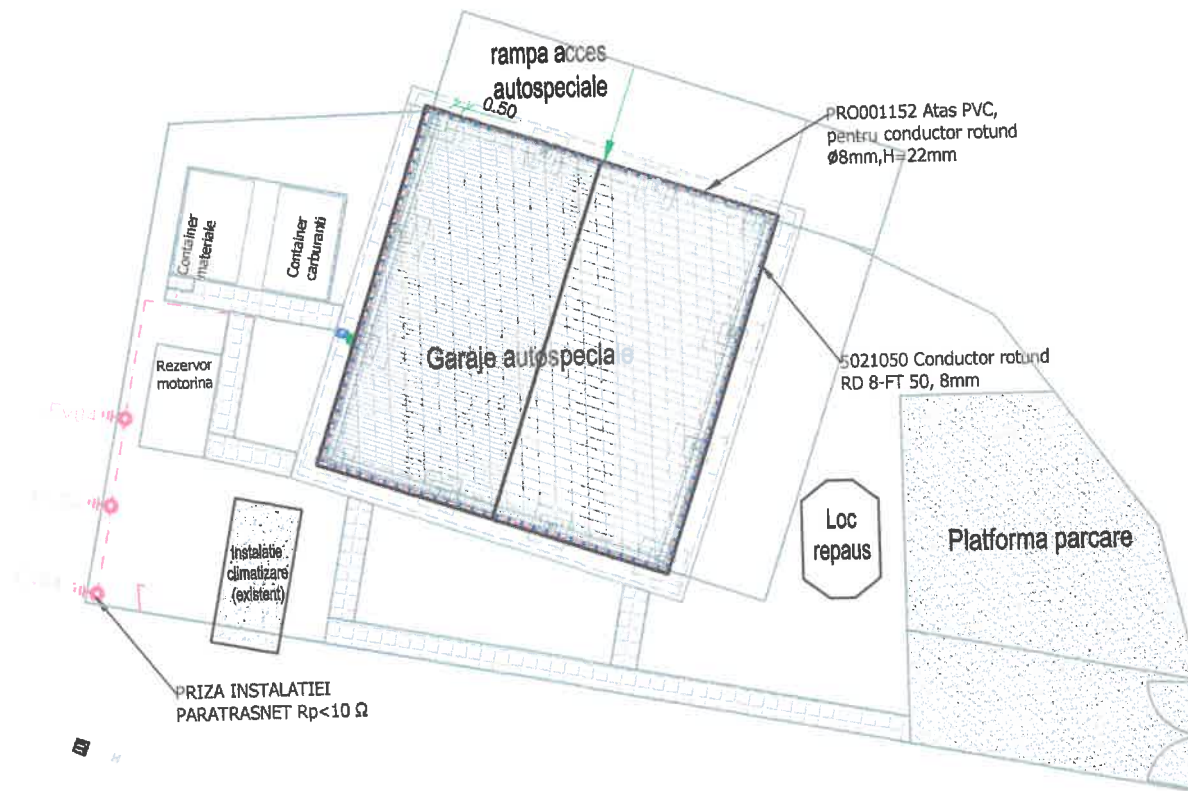 rampa acces
autospeciale
0.50
PRO001152 Atas PVC,
pentru conductor rotund
Ø8mm,H=22mm
Container
materiale
Container
carburanti
Garaje autospeciale
Rezervor
motorina
5021050 Conductor rotund
RD 8-FT 50, 8mm
Loc
repaus
Platforma parcare
Instalatie
climatizare
(existent)
PRIZA INSTALATIEI
PARATRASNET Rp<10 Ω